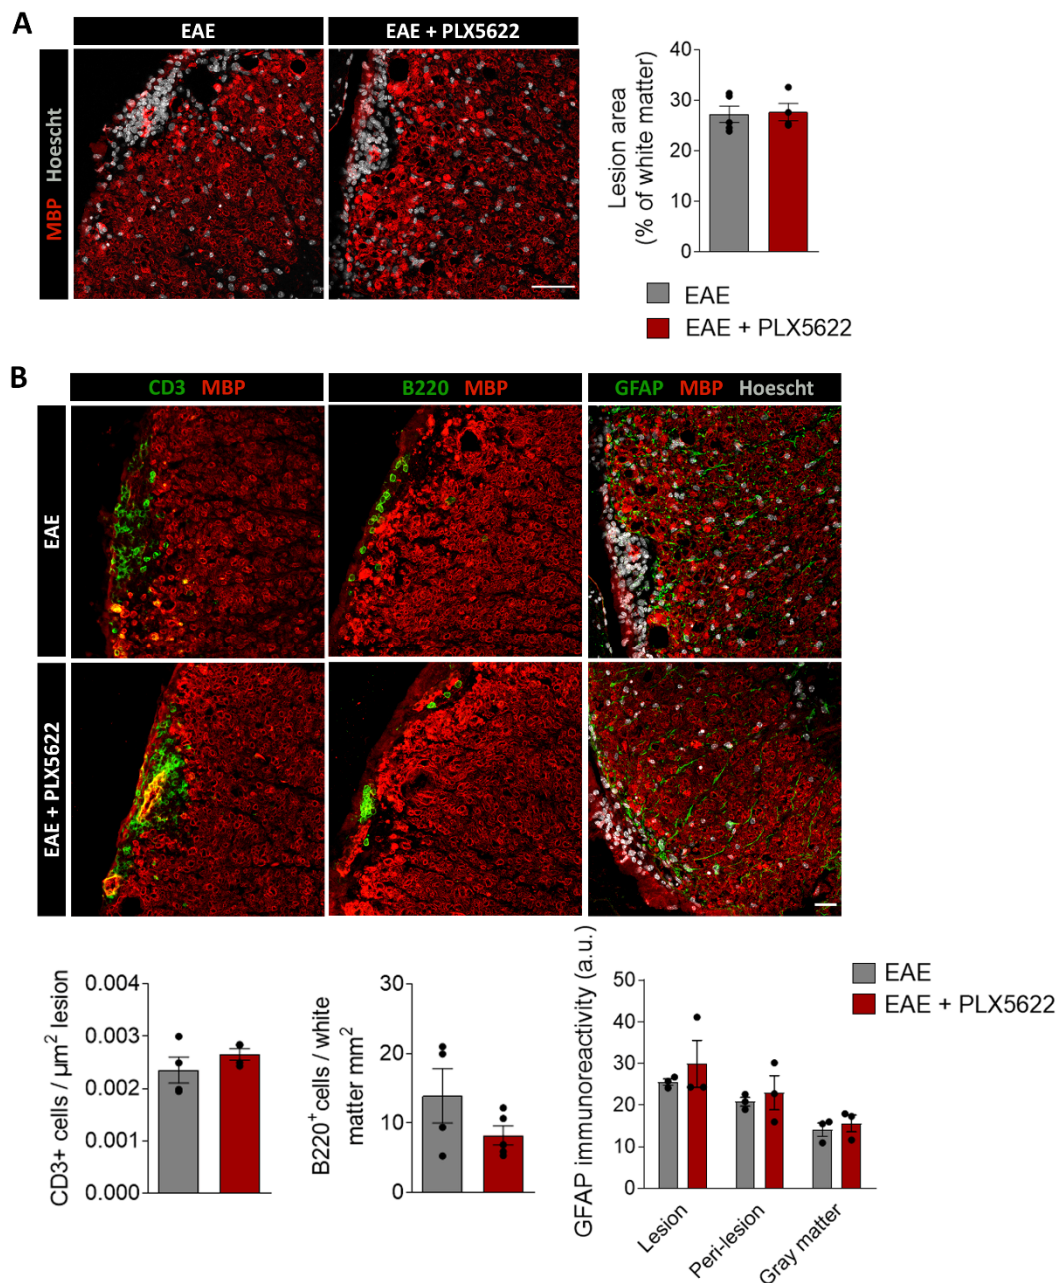 A
EAE
EAE + PLX5622
MBP Hoescht
Lesion area
(% of white matter)
40
30
20
10
0
EAE
EAE + PLX5622
B
CD3 MBP
B220 MBP
GFAP MBP Hoescht
EAE
EAE + PLX5622
CD3+ cells / µm² lesion
0.004
0.003
0.002
0.001
0.000
B220⁺ cells / white
matter mm²
30
20
10
0
GFAP immunoreactivity (a.u.)
50
40
30
20
10
0
Lesion
Peri-lesion
Gray matter
EAE
EAE + PLX5622